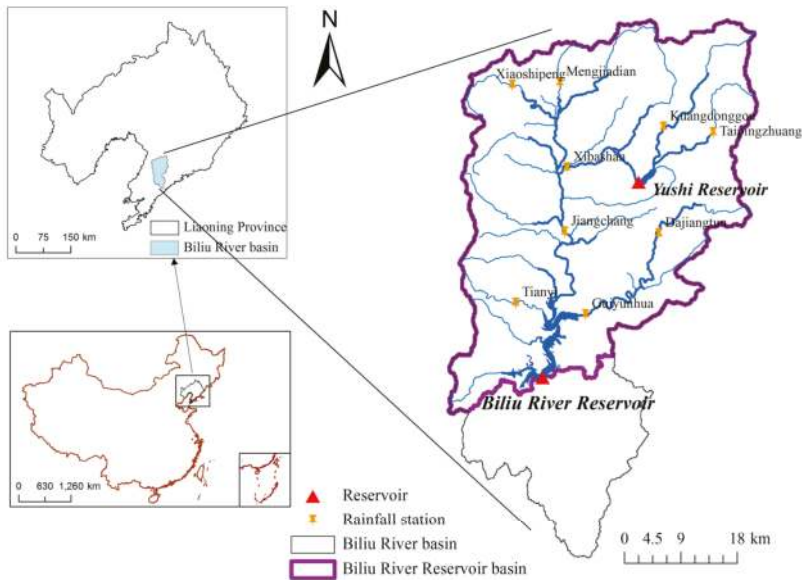 N
Liaoning Province
Biliu River basin
0 75 150 km
0 630 1,260 km
Xiaoshipeng
Mengjiadian
Kuangdonggou
Taipingzhuang
Xibashan
Yushi Reservoir
Jiangchang
Dajiangtun
Tianyi
Guiyunhua
Biliu River Reservoir
Reservoir
Rainfall station
Biliu River basin
Biliu River Reservoir basin
0 4.5 9 18 km